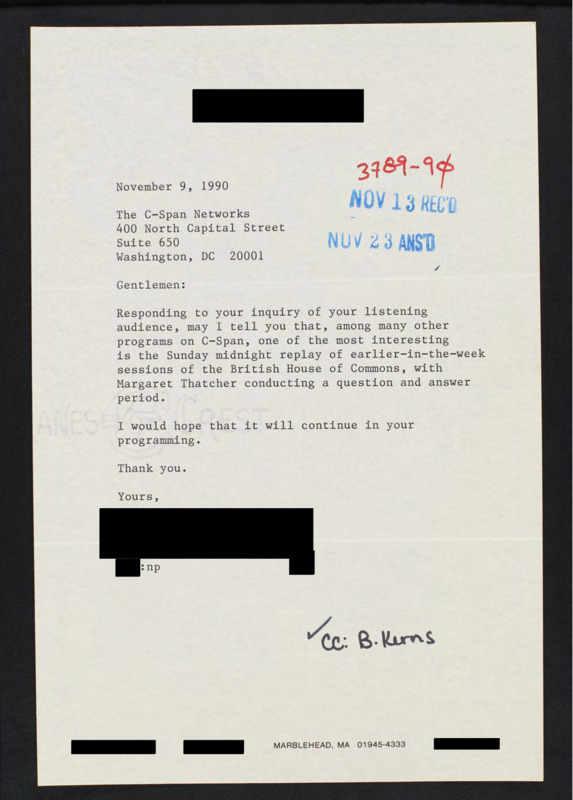 3789-90
November 9, 1990
NOV 13 REC'D
The C-Span Networks
400 North Capital Street
NOV 23 ANS'D
Suite 650
Washington, DC 20001
Gentlemen:
Responding to your inquiry of your listening
audience, may I tell you that, among many other
programs on C-Span, one of the most interesting
is the Sunday midnight replay of earlier-in-the-week
sessions of the British House of Commons, with
Margaret Thatcher conducting a question and answer
period.
I would hope that it will continue in your
programming.
Thank you.
Yours,
:np
cc: B. Kerns
MARBLEHEAD, MA 01945-4333